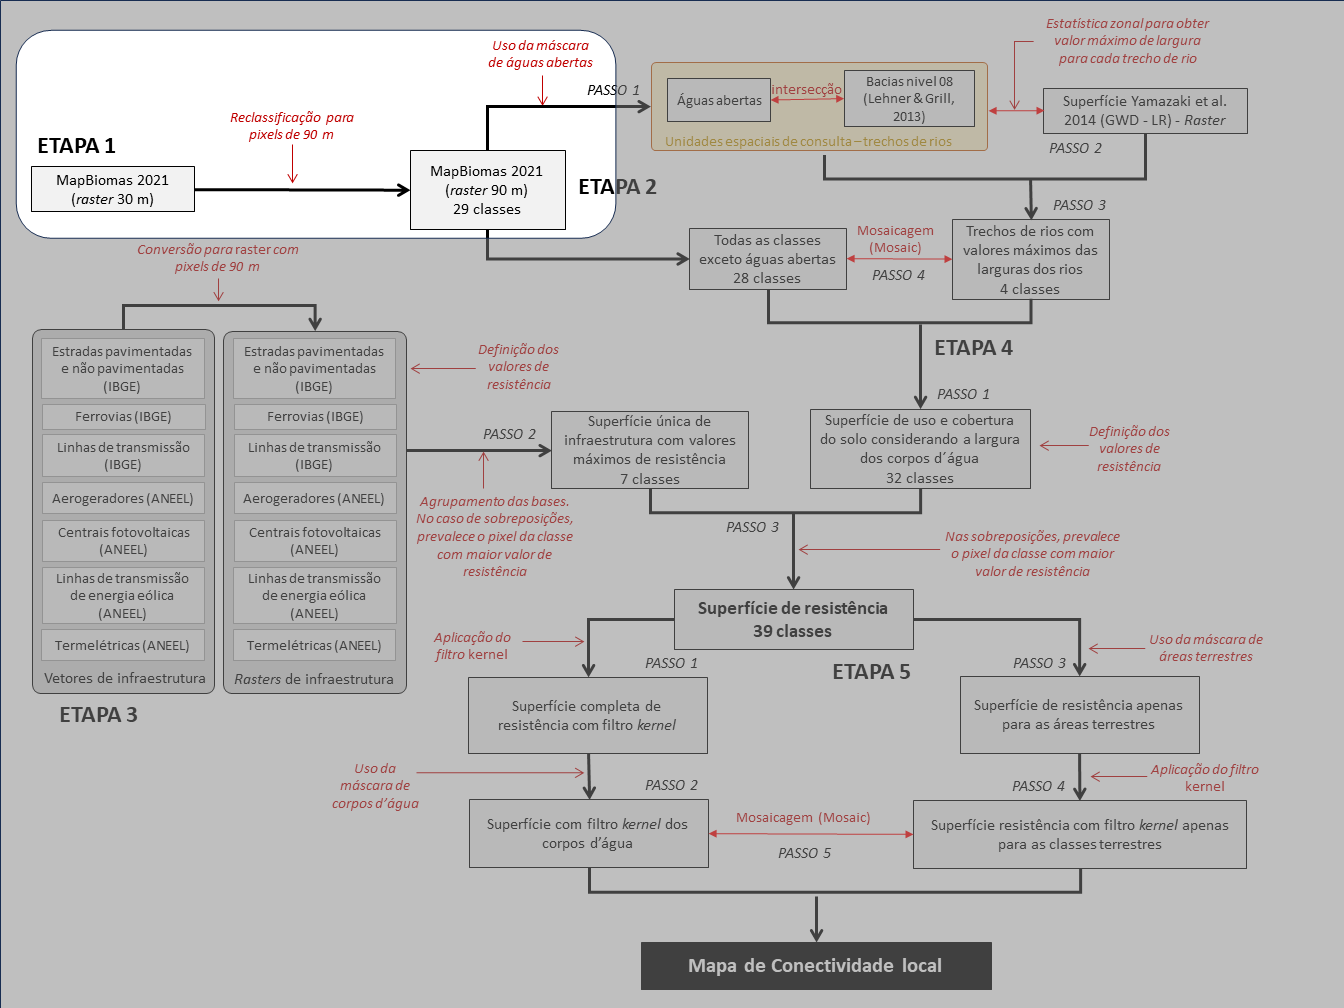 ETAPA 1
MapBiomas 2021
(raster 30 m)
Reclassificação para
pixels de 90 m
MapBiomas 2021
(raster 90 m)
29 classes
Uso da máscara
de águas abertas
ETAPA 2
PASSO 1
Águas abertas
intersecção
Bacias nivel 08
(Lehner & Grill,
2013)
Unidades espaciais de consulta – trechos de rios
Estatística zonal para obter
valor máximo de largura
para cada trecho de rio
Superfície Yamazaki et al.
2014 (GWD - LR) - Raster
PASSO 2
PASSO 3
Todas as classes
exceto águas abertas
28 classes
Mosaicagem
(Mosaic)
PASSO 4
Trechos de rios com
valores máximos das
larguras dos rios
4 classes
Conversão para raster com
pixels de 90 m
Estradas pavimentadas
e não pavimentadas
(IBGE)
Ferrovias (IBGE)
Linhas de transmissão
(IBGE)
Aerogeradores (ANEEL)
Centrais fotovoltaicas
(ANEEL)
Linhas de transmissão
de energia eólica
(ANEEL)
Termelétricas (ANEEL)
Vetores de infraestrutura
Estradas pavimentadas
e não pavimentadas
(IBGE)
Ferrovias (IBGE)
Linhas de transmissão
(IBGE)
Aerogeradores (ANEEL)
Centrais fotovoltaicas
(ANEEL)
Linhas de transmissão
de energia eólica
(ANEEL)
Termelétricas (ANEEL)
Rasters de infraestrutura
ETAPA 3
Definição dos
valores de
resistência
PASSO 2
Agrupamento das bases.
No caso de sobreposições,
prevalece o pixel da classe
com maior valor de
resistência
Superfície única de
infraestrutura com valores
máximos de resistência
7 classes
ETAPA 4
PASSO 1
Superfície de uso e cobertura
do solo considerando a largura
dos corpos d´água
32 classes
Definição dos
valores de
resistência
PASSO 3
Nas sobreposições, prevalece
o pixel da classe com maior
valor de resistência
Superfície de resistência
39 classes
ETAPA 5
Aplicação do
filtro kernel
PASSO 1
Superfície completa de
resistência com filtro kernel
Uso da
máscara de
corpos d’água
PASSO 2
Superfície com filtro kernel dos
corpos d’água
Uso da máscara de
áreas terrestres
PASSO 3
Superfície de resistência apenas
para as áreas terrestres
Aplicação do filtro
kernel
PASSO 4
Superfície resistência com filtro kernel apenas
para as classes terrestres
Mosaicagem (Mosaic)
PASSO 5
Mapa de Conectividade local